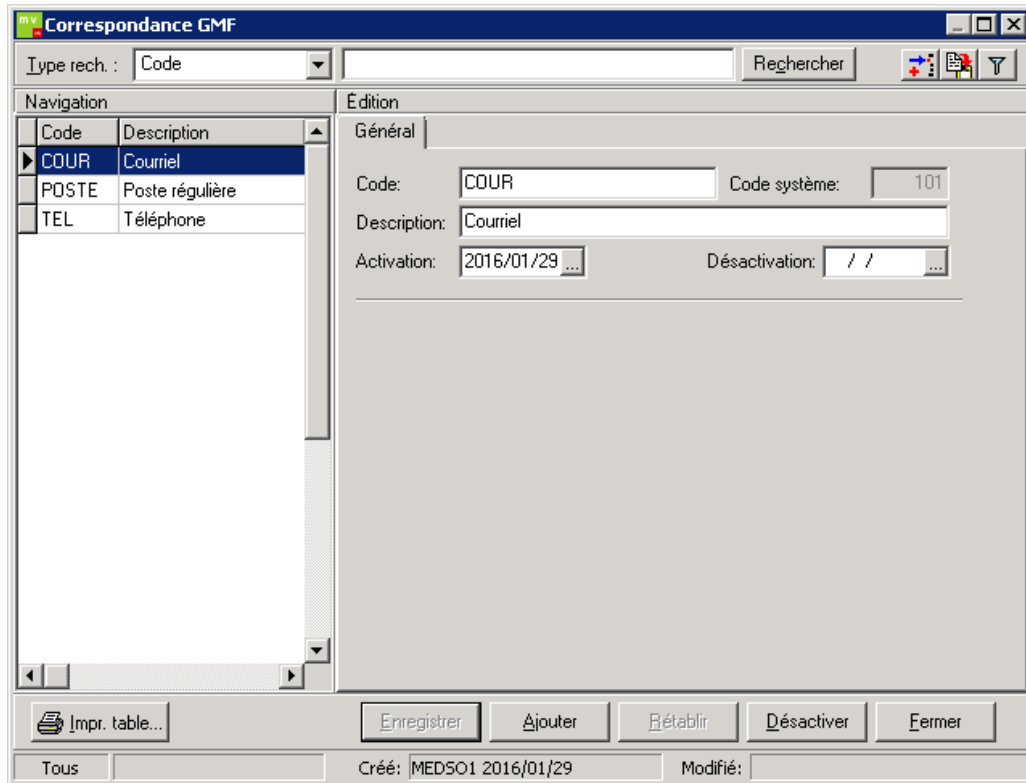 mv Correspondance GMF
Type rech. : Code Rechercher
Navigation Édition
Code Description Général
COUR Courriel
POSTE Poste régulière
TEL Téléphone
Code: COUR Code système: 101
Description: Courriel
Activation: 2016/01/29 ... Désactivation: / / ...
Impr. table... Enregistrer Ajouter Rétablir Désactiver Fermer
Tous Créé: MEDSO1 2016/01/29 Modifié: